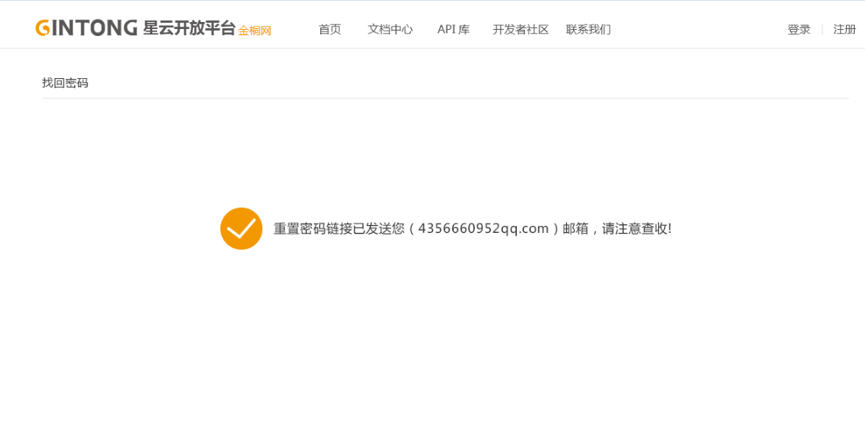 GINTONG 星云开放平台 金桐网 首页 文档中心 API 库 开发者社区 联系我们 登录 | 注册
找回密码
重置密码链接已发送您（4356660952qq.com）邮箱，请注意查收!